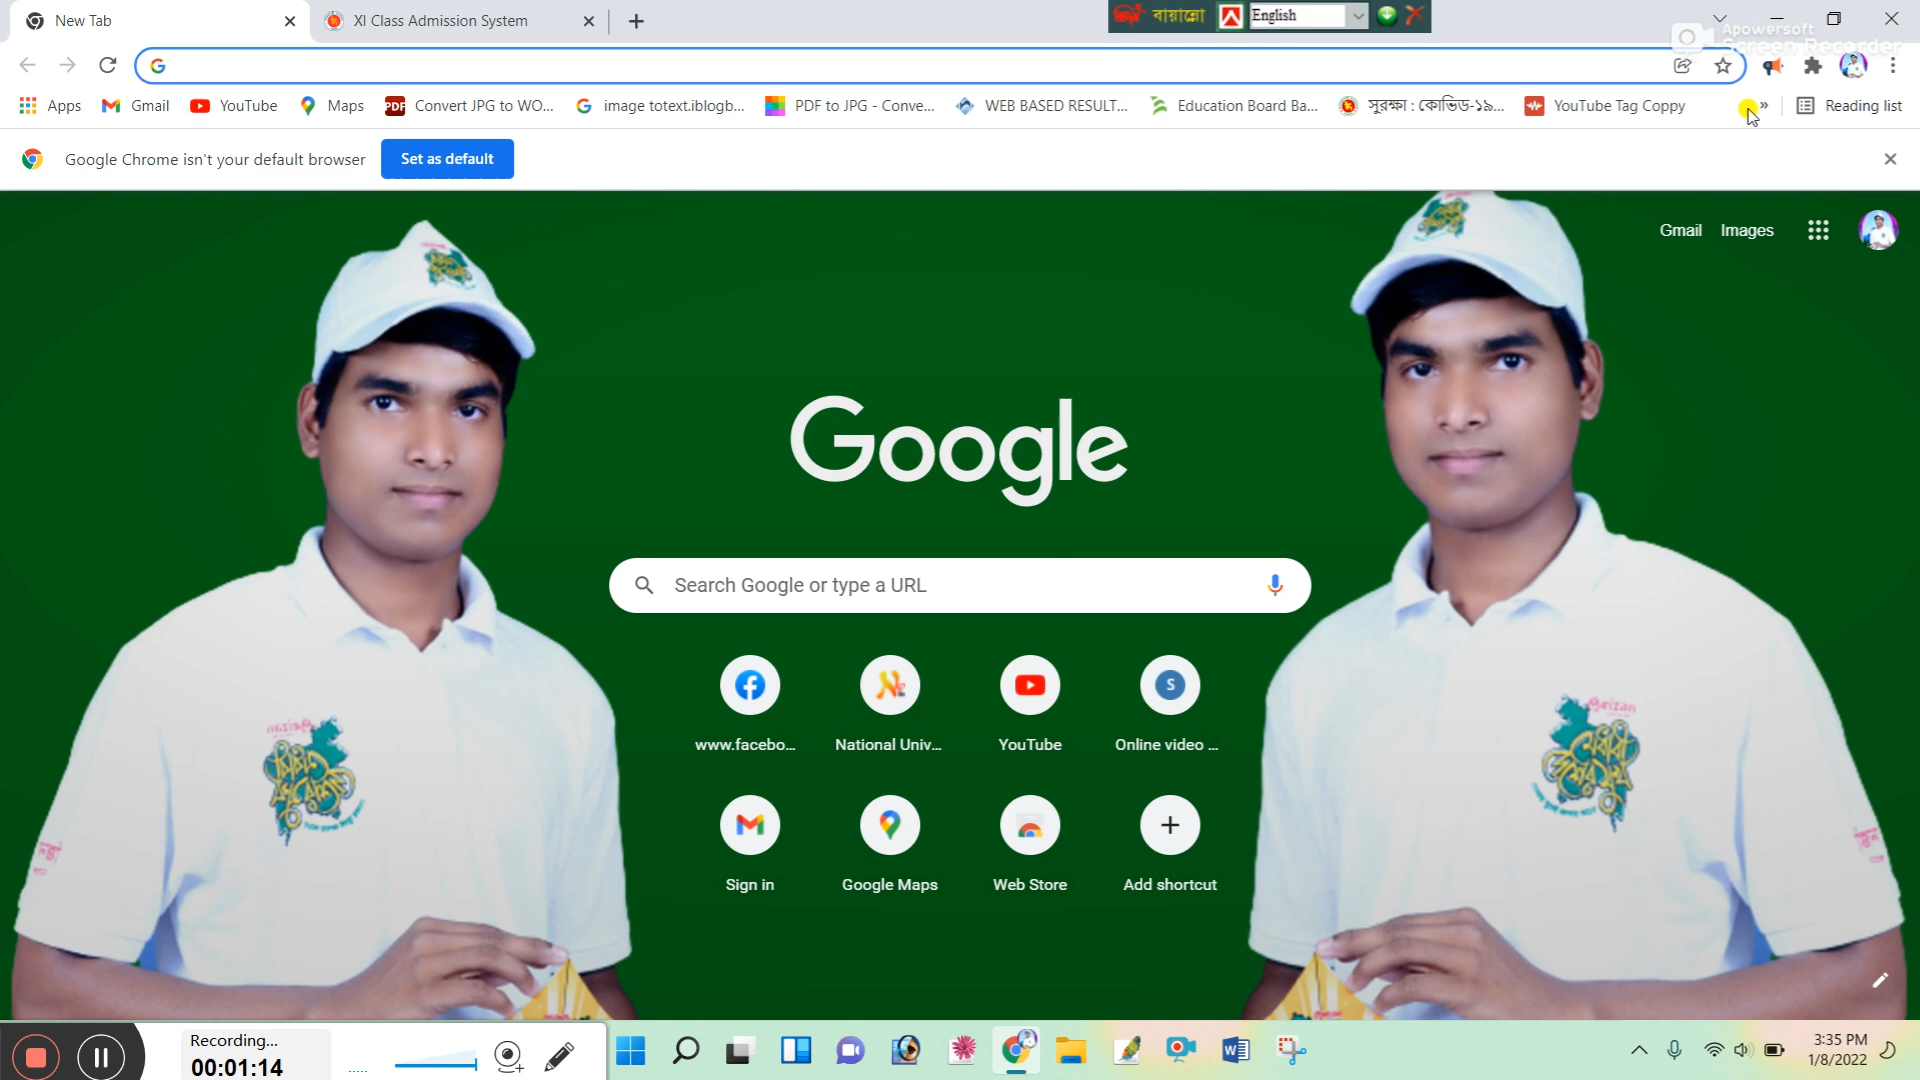 New Tab
XI Class Admission System
বায়ান্নো
English
Apowersoft
Screen Recorder
Apps
Gmail
YouTube
Maps
PDF
Convert JPG to WO...
image totext.iblogb...
PDF to JPG - Conve...
WEB BASED RESULT...
Education Board Ba...
সুরক্ষা : কোভিড-১৯...
YouTube Tag Coppy
»
Reading list
Google Chrome isn't your default browser
Set as default
Gmail
Images
Google
Search Google or type a URL
www.facebo...
National Univ...
YouTube
S
Online video ...
Sign in
Google Maps
Web Store
Add shortcut
Recording...
00:01:14
3:35 PM
1/8/2022